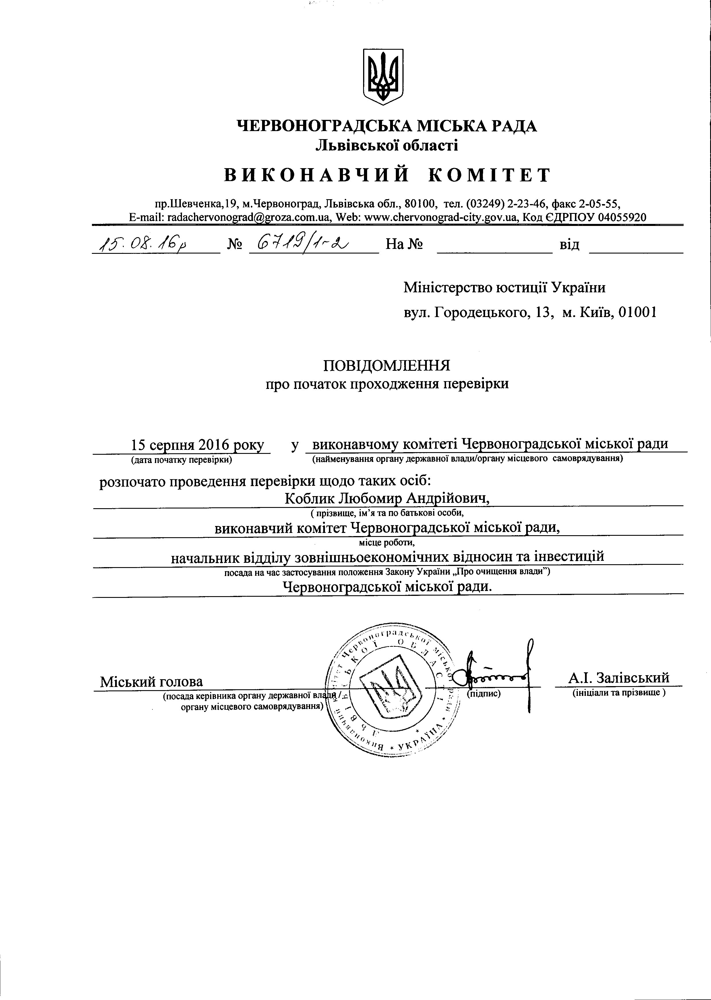 ЧЕРВОНОГРАДСЬКА МІСЬКА РАДА
Львівської області
ВИКОНАВЧИЙ КОМІТЕТ
пр.Шевченка,19, м.Червоноград, Львівська обл., 80100, тел. (03249) 2-23-46, факс 2-05-55,
E-mail: radachervonograd@groza.com.ua, Web: www.chervonograd-city.gov.ua, Код ЄДРПОУ 04055920
15.08.16р № 6719/1-2 На № від
Міністерство юстиції України
вул. Городецького, 13, м. Київ, 01001
ПОВІДОМЛЕННЯ
про початок проходження перевірки
15 серпня 2016 року у виконавчому комітеті Червоноградської міської ради
(дата початку перевірки) (найменування органу державної влади/органу місцевого самоврядування)
розпочато проведення перевірки щодо таких осіб:
Коблик Любомир Андрійович,
( прізвище, ім’я та по батькові особи,
виконавчий комітет Червоноградської міської ради,
місце роботи,
начальник відділу зовнішньоекономічних відносин та інвестицій
посада на час застосування положення Закону України „Про очищення влади”)
Червоноградської міської ради.
Міський голова А.І. Залівський
(посада керівника органу державної влади / (підпис) (ініціали та прізвище )
органу місцевого самоврядування)
Виконавчий комітет Червоноградської міської ради * УКРАЇНА *
ЛЬВІВСЬКОЇ ОБЛАСТІ *